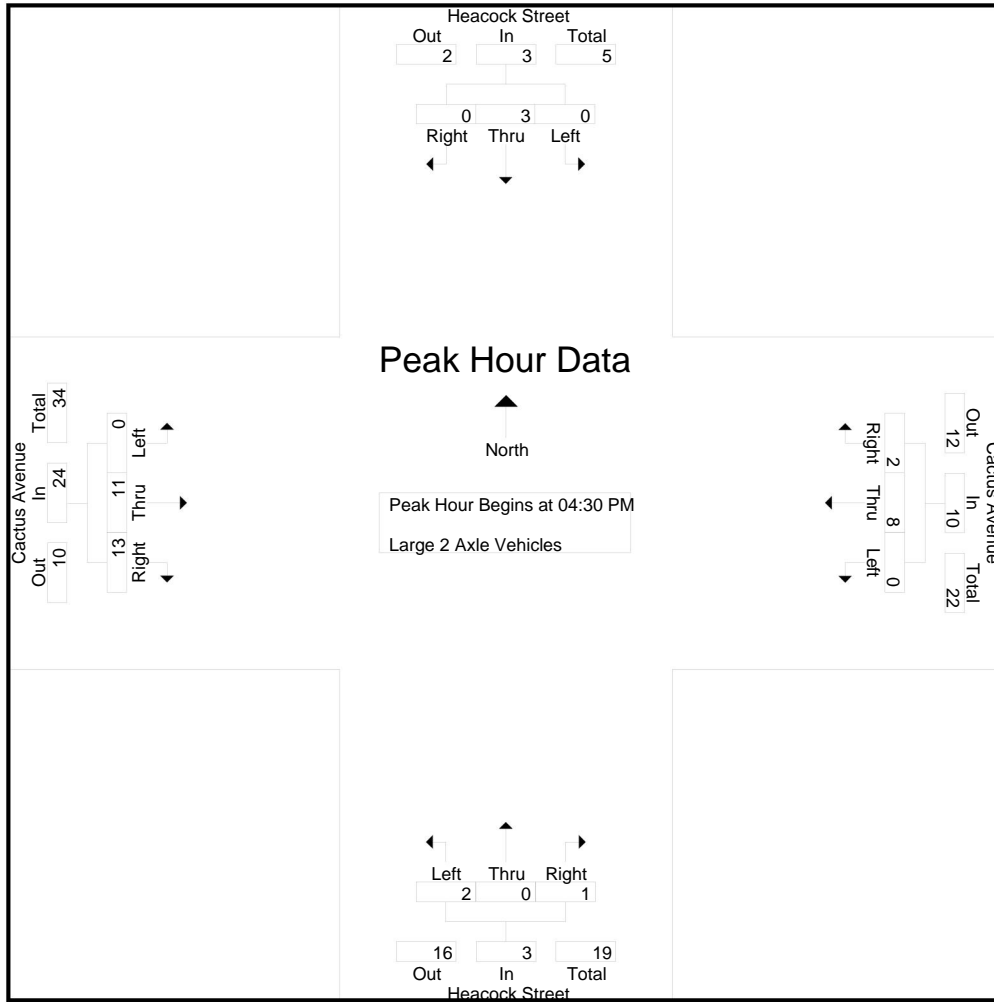 Heacock Street
Out In Total
2 3 5
0 3 0
Right Thru Left
Peak Hour Data
North
Peak Hour Begins at 04:30 PM
Large 2 Axle Vehicles
Cactus Avenue
Out In Total
10 24 34
13 11 0
Right Thru Left
Right Thru Left
2 8 0
12 10 22
Out In Total
Cactus Avenue
Left Thru Right
2 0 1
16 3 19
Out In Total
Heacock Street